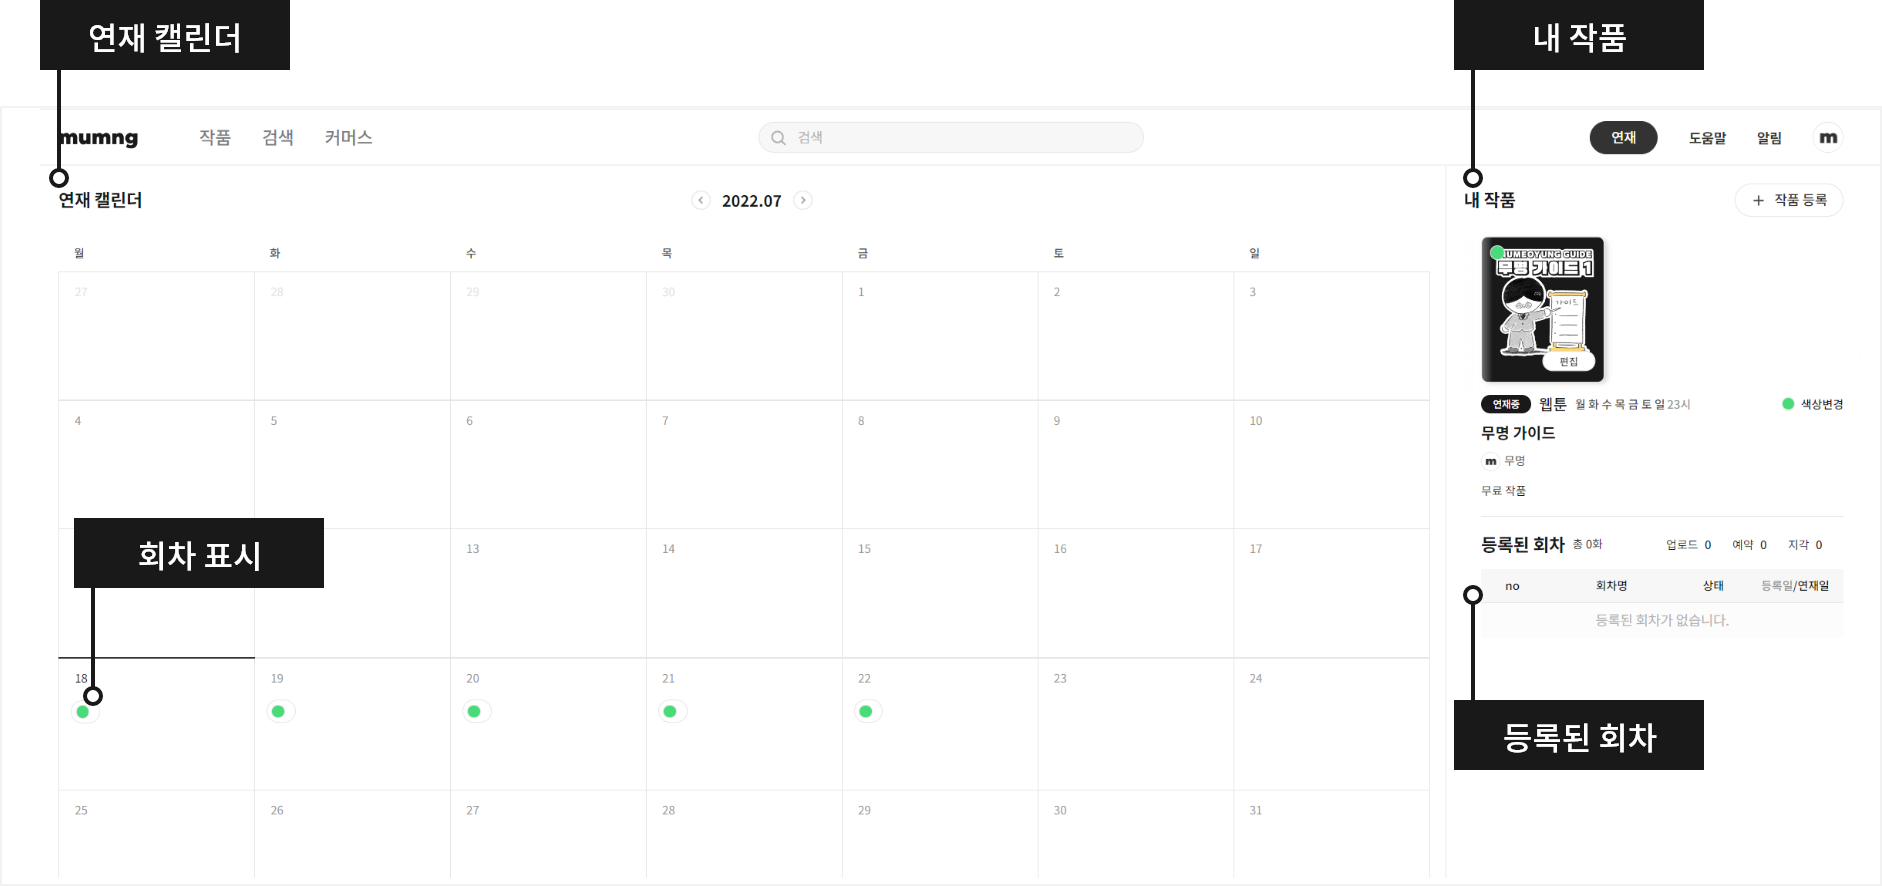 연재 캘린더
내 작품
mumng 작품 검색 커머스 검색 연재 도움말 알림 m
연재 캘린더 2022.07
월 화 수 목 금 토 일
27 28 29 30 1 2 3
4 5 6 7 8 9 10
회차 표시
13 14 15 16 17
18 19 20 21 22 23 24
25 26 27 28 29 30 31
내 작품 + 작품 등록
MUMEOYUNG GUIDE
무명 가이드 1
가이드
편집
연재중 웹툰 월 화 수 목 금 토 일 23시 색상변경
무명 가이드
m 무명
무료 작품
등록된 회차 총 0화 업로드 0 예약 0 지각 0
no 회차명 상태 등록일/연재일
등록된 회차가 없습니다.
등록된 회차